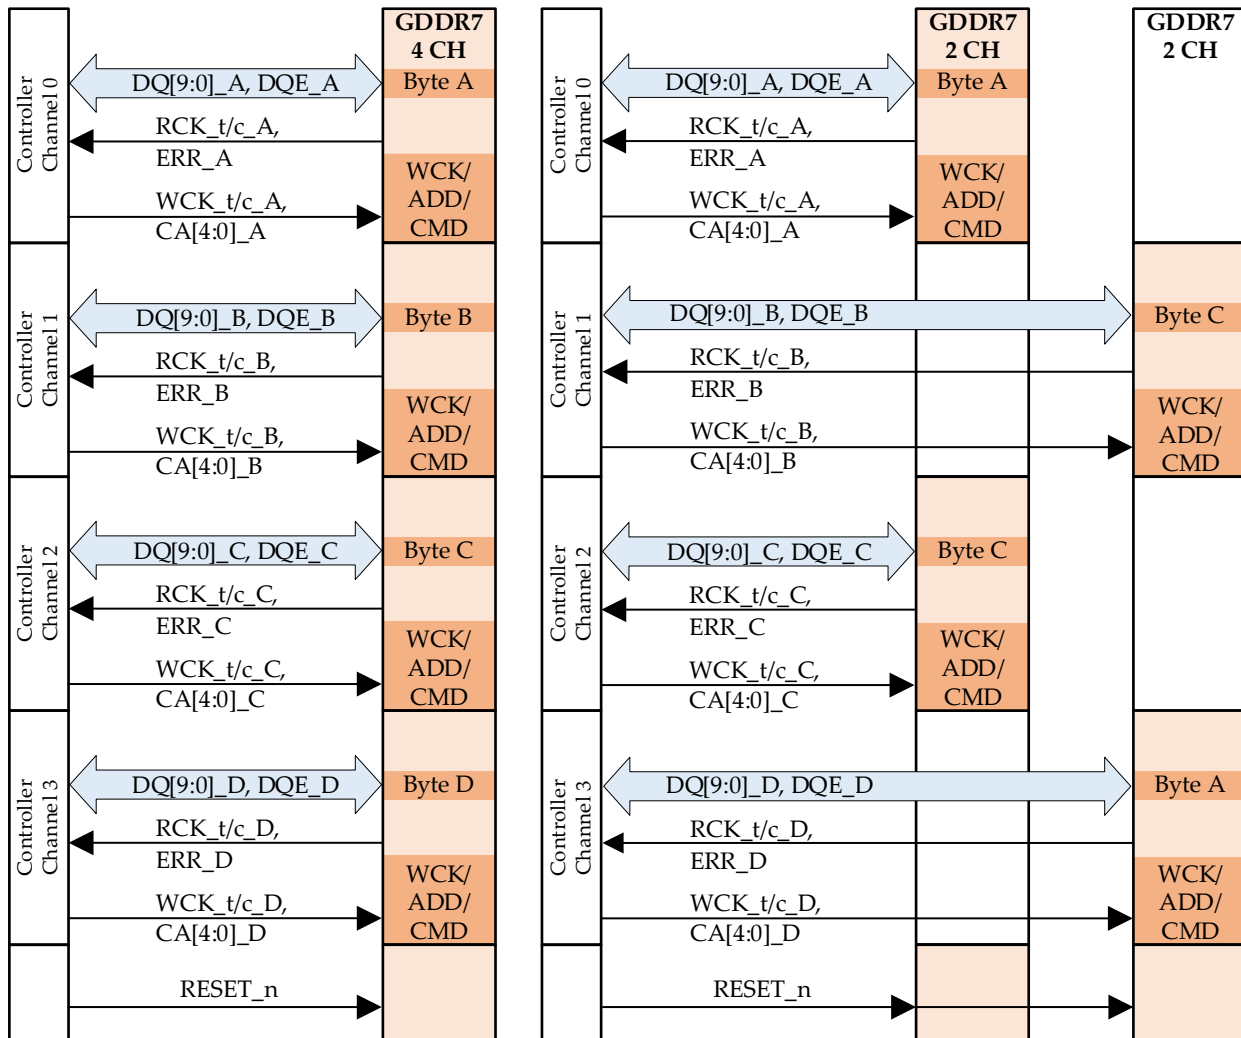 GDDR7
4 CH
Controller
Channel 0
DQ[9:0]_A, DQE_A
Byte A
RCK_t/c_A,
ERR_A
WCK_t/c_A,
CA[4:0]_A
WCK/
ADD/
CMD
Controller
Channel 1
DQ[9:0]_B, DQE_B
Byte B
RCK_t/c_B,
ERR_B
WCK_t/c_B,
CA[4:0]_B
WCK/
ADD/
CMD
Controller
Channel 2
DQ[9:0]_C, DQE_C
Byte C
RCK_t/c_C,
ERR_C
WCK_t/c_C,
CA[4:0]_C
WCK/
ADD/
CMD
Controller
Channel 3
DQ[9:0]_D, DQE_D
Byte D
RCK_t/c_D,
ERR_D
WCK_t/c_D,
CA[4:0]_D
WCK/
ADD/
CMD
RESET_n
GDDR7
2 CH
GDDR7
2 CH
Controller
Channel 0
DQ[9:0]_A, DQE_A
Byte A
RCK_t/c_A,
ERR_A
WCK_t/c_A,
CA[4:0]_A
WCK/
ADD/
CMD
Controller
Channel 1
DQ[9:0]_B, DQE_B
Byte C
RCK_t/c_B,
ERR_B
WCK_t/c_B,
CA[4:0]_B
WCK/
ADD/
CMD
Controller
Channel 2
DQ[9:0]_C, DQE_C
Byte C
RCK_t/c_C,
ERR_C
WCK_t/c_C,
CA[4:0]_C
WCK/
ADD/
CMD
Controller
Channel 3
DQ[9:0]_D, DQE_D
Byte A
RCK_t/c_D,
ERR_D
WCK_t/c_D,
CA[4:0]_D
WCK/
ADD/
CMD
RESET_n